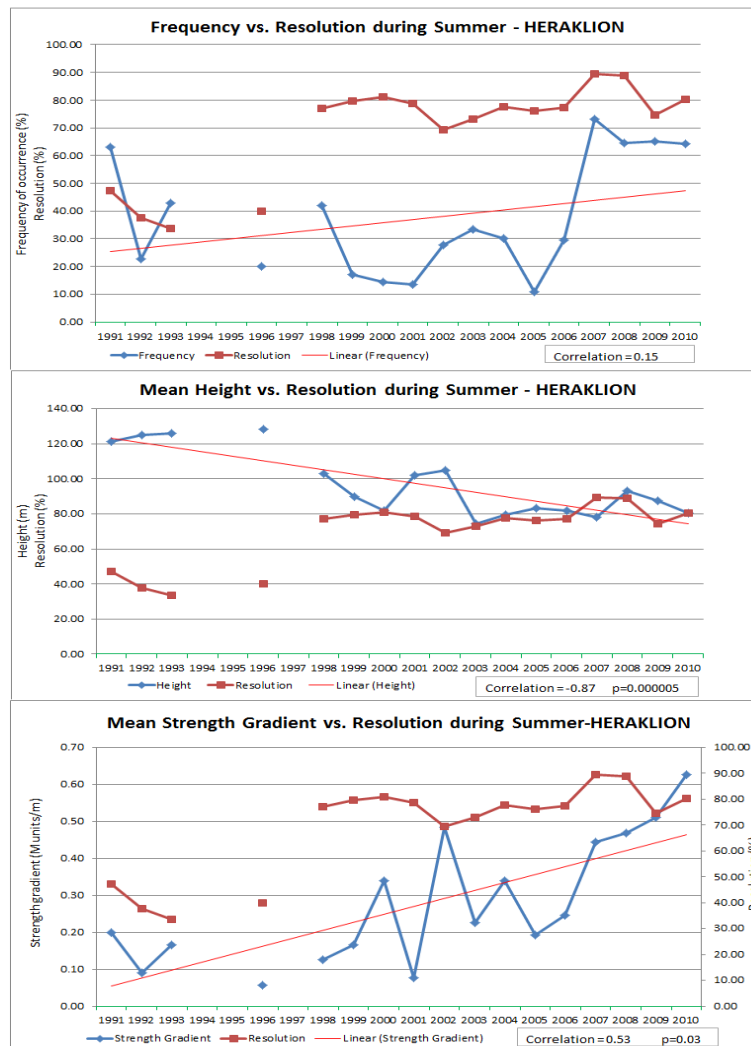 Frequency vs. Resolution during Summer - HERAKLION
Frequency of occurrence (%)
Resolution (%)
100.00
90.00
80.00
70.00
60.00
50.00
40.00
30.00
20.00
10.00
0.00
1991 1992 1993 1994 1995 1996 1997 1998 1999 2000 2001 2002 2003 2004 2005 2006 2007 2008 2009 2010
Frequency Resolution Linear (Frequency)
Correlation = 0.15
Mean Height vs. Resolution during Summer - HERAKLION
Height (m)
Resolution (%)
140.00
120.00
100.00
80.00
60.00
40.00
20.00
0.00
1991 1992 1993 1994 1995 1996 1997 1998 1999 2000 2001 2002 2003 2004 2005 2006 2007 2008 2009 2010
Height Resolution Linear (Height)
Correlation = -0.87 p=0.000005
Mean Strength Gradient vs. Resolution during Summer-HERAKLION
Strength gradient (M units/m)
0.70
0.60
0.50
0.40
0.30
0.20
0.10
0.00
100.00
90.00
80.00
70.00
60.00
50.00
40.00
30.00
20.00
10.00
0.00
1991 1992 1993 1994 1995 1996 1997 1998 1999 2000 2001 2002 2003 2004 2005 2006 2007 2008 2009 2010
Strength Gradient Resolution Linear (Strength Gradient)
Correlation = 0.53 p=0.03